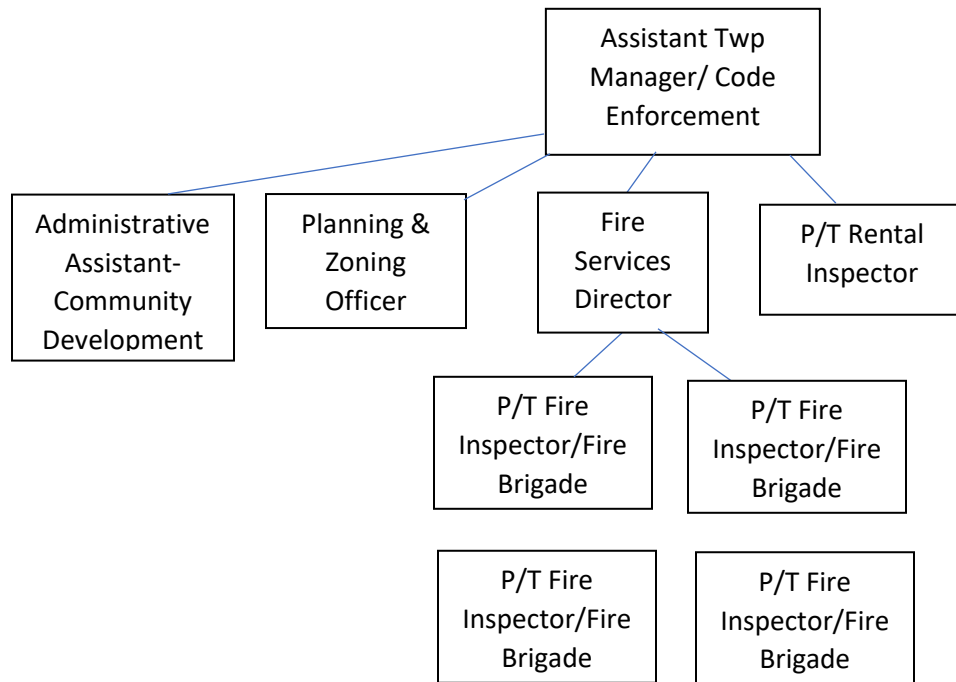 Assistant Twp
Manager/ Code
Enforcement
Administrative
Assistant-
Community
Development
Planning &
Zoning
Officer
Fire
Services
Director
P/T Rental
Inspector
P/T Fire
Inspector/Fire
Brigade
P/T Fire
Inspector/Fire
Brigade
P/T Fire
Inspector/Fire
Brigade
P/T Fire
Inspector/Fire
Brigade